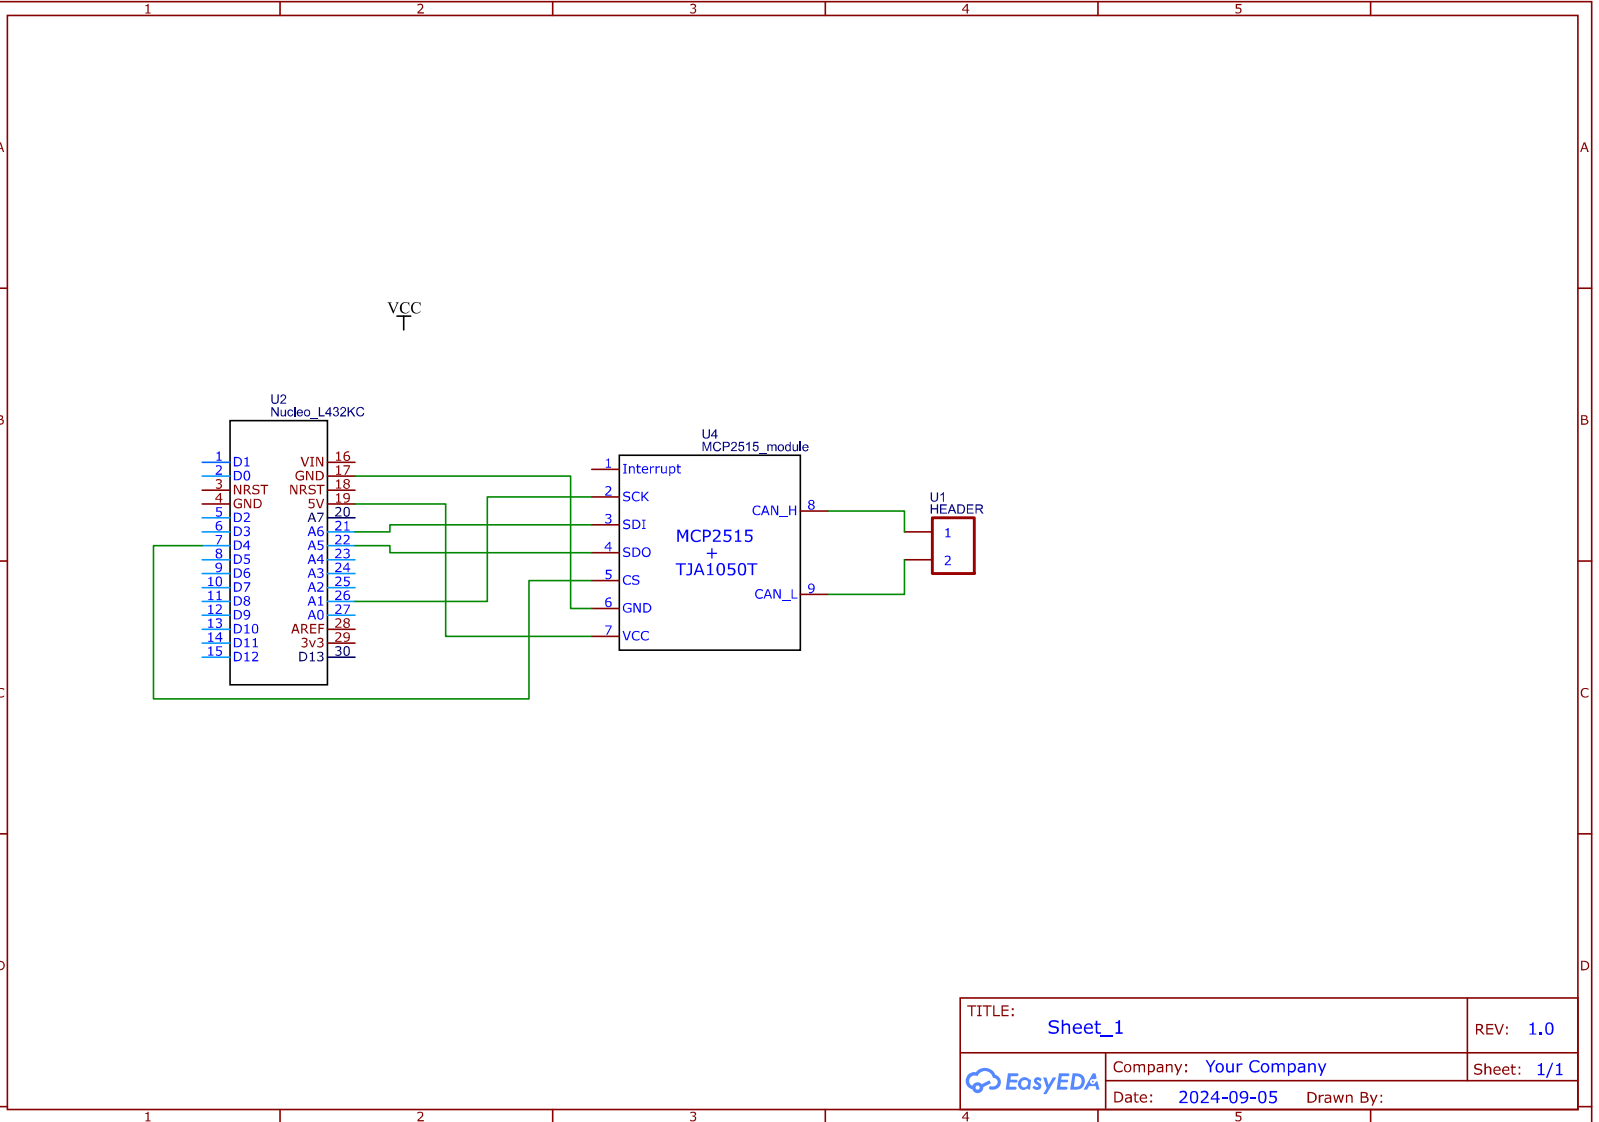 1 2 3 4 5
A A
B B
C C
D D
VCC
U2
Nucleo_L432KC
1 D1 VIN 16
2 D0 GND 17
3 NRST NRST 18
4 GND 5V 19
5 D2 A7 20
6 D3 A6 21
7 D4 A5 22
8 D5 A4 23
9 D6 A3 24
10 D7 A2 25
11 D8 A1 26
12 D9 A0 27
13 D10 AREF 28
14 D11 3v3 29
15 D12 D13 30
U4
MCP2515_module
1 Interrupt
2 SCK
CAN_H 8
3 SDI
MCP2515
+
TJA1050T
4 SDO
5 CS
CAN_L 9
6 GND
7 VCC
U1
HEADER
1
2
TITLE:
Sheet_1
REV: 1.0
EasyEDA
Company: Your Company
Sheet: 1/1
Date: 2024-09-05 Drawn By:
1 2 3 4 5